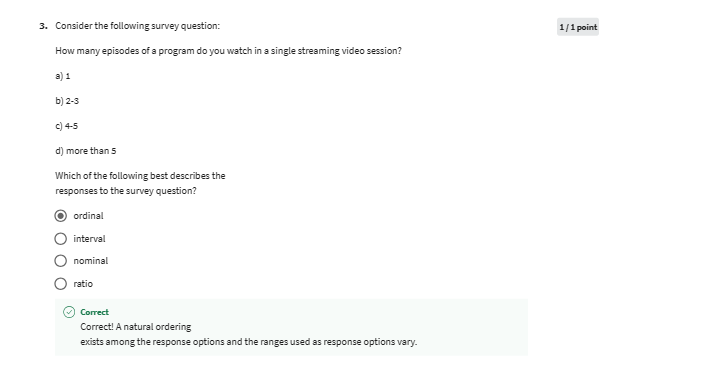 3. Consider the following survey question:
1 / 1 point
How many episodes of a program do you watch in a single streaming video session?
a) 1
b) 2-3
c) 4-5
d) more than 5
Which of the following best describes the
responses to the survey question?
ordinal
interval
nominal
ratio
Correct
Correct! A natural ordering
exists among the response options and the ranges used as response options vary.